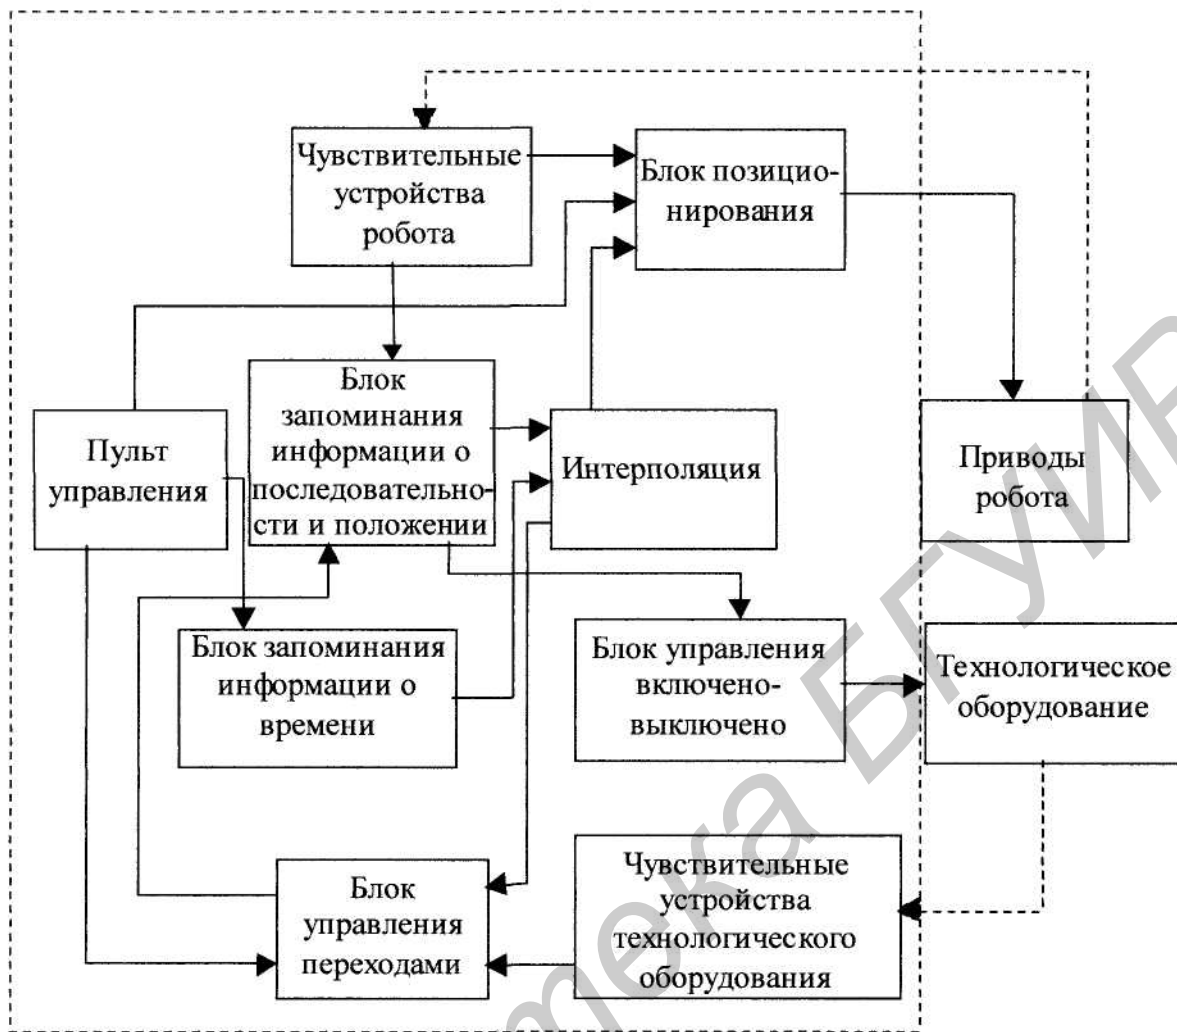 Чувствительные
устройства
робота
Блок позицио-
нирования
Блок
запоминания
информации о
последовательно-
сти и положении
Пульт
управления
Интерполяция
Приводы
робота
Блок запоминания
информации о
времени
Блок управления
включено-
выключено
Технологическое
оборудование
Блок
управления
переходами
Чувствительные
устройства
технологического
оборудования